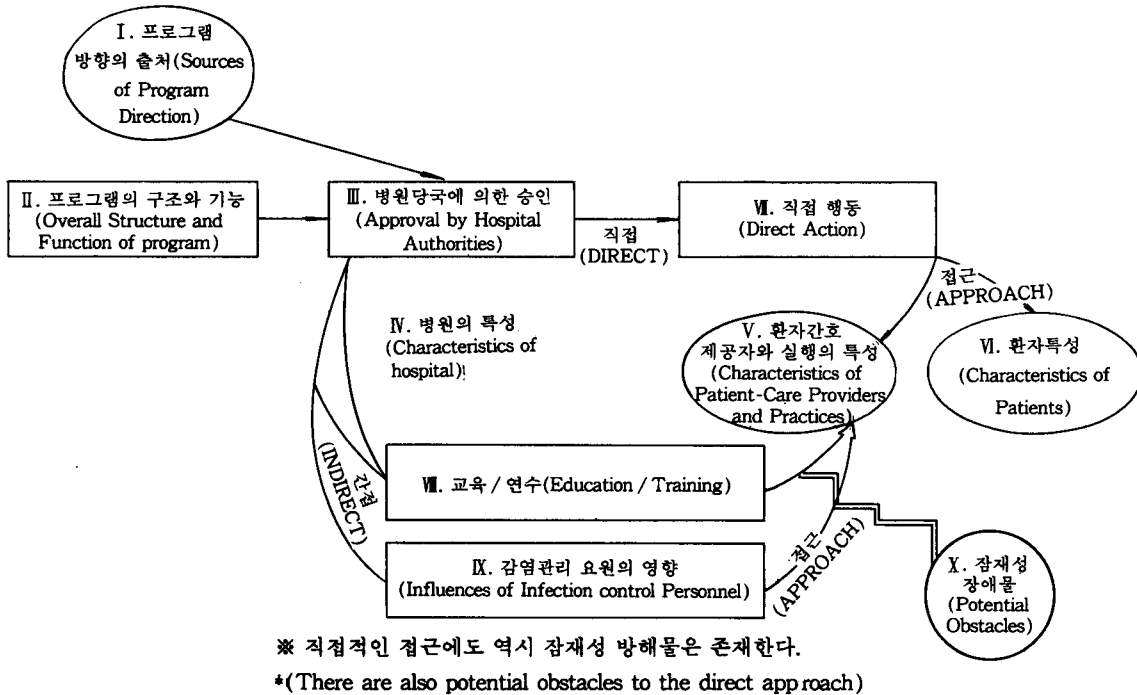 Ⅰ. 프로그램
방향의 출처(Sources
of Program
Direction)
Ⅱ. 프로그램의 구조와 기능
(Overall Structure and
Function of program)
Ⅲ. 병원당국에 의한 승인
(Approval by Hospital
Authorities)
직접
(DIRECT)
Ⅶ. 직접 행동
(Direct Action)
접근
(APPROACH)
Ⅳ. 병원의 특성
(Characteristics of
hospital)
Ⅴ. 환자간호
제공자와 실행의 특성
(Characteristics of
Patient-Care Providers
and Practices)
Ⅵ. 환자특성
(Characteristics of
Patients)
간접
(INDIRECT)
Ⅷ. 교육 / 연수(Education / Training)
Ⅸ. 감염관리 요원의 영향
(Influences of Infection control Personnel)
접근
(APPROACH)
Ⅹ. 잠재성
장애물
(Potential
Obstacles)
※ 직접적인 접근에도 역시 잠재성 방해물은 존재한다.
*(There are also potential obstacles to the direct approach)